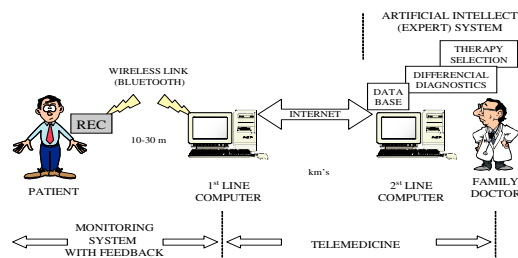 ARTIFICIAL INTELLECT
(EXPERT) SYSTEM
THERAPY
SELECTION
DIFFERENCIAL
DIAGNOSTICS
DATA
BASE
WIRELESS LINK
(BLUETOOTH)
REC
INTERNET
10-30 m
km's
PATIENT
1st LINE
COMPUTER
2st LINE
COMPUTER
FAMILY
DOCTOR
MONITORING
SYSTEM
WITH FEEDBACK
TELEMEDICINE